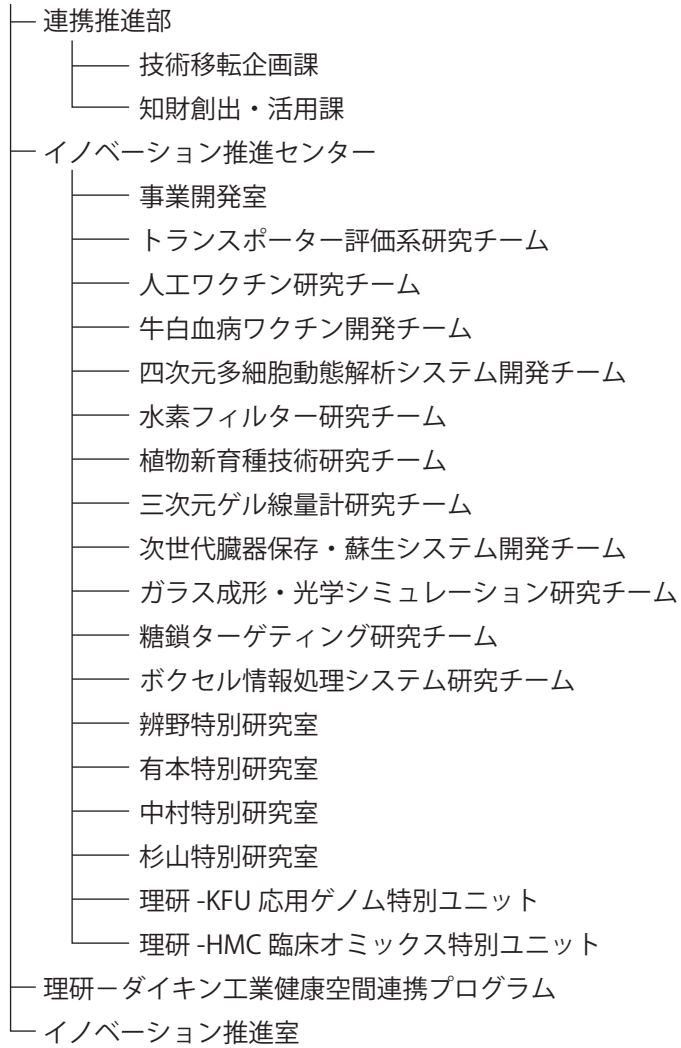 連携推進部
技術移転企画課
知財創出・活用課
イノベーション推進センター
事業開発室
トランスポーター評価系研究チーム
人工ワクチン研究チーム
牛白血病ワクチン開発チーム
四次元多細胞動態解析システム開発チーム
水素フィルター研究チーム
植物新育種技術研究チーム
三次元ゲル線量計研究チーム
次世代臓器保存・蘇生システム開発チーム
ガラス成形・光学シミュレーション研究チーム
糖鎖ターゲティング研究チーム
ボクセル情報処理システム研究チーム
辨野特別研究室
有本特別研究室
中村特別研究室
杉山特別研究室
理研 -KFU 応用ゲノム特別ユニット
理研 -HMC 臨床オミックス特別ユニット
理研−ダイキン工業健康空間連携プログラム
イノベーション推進室